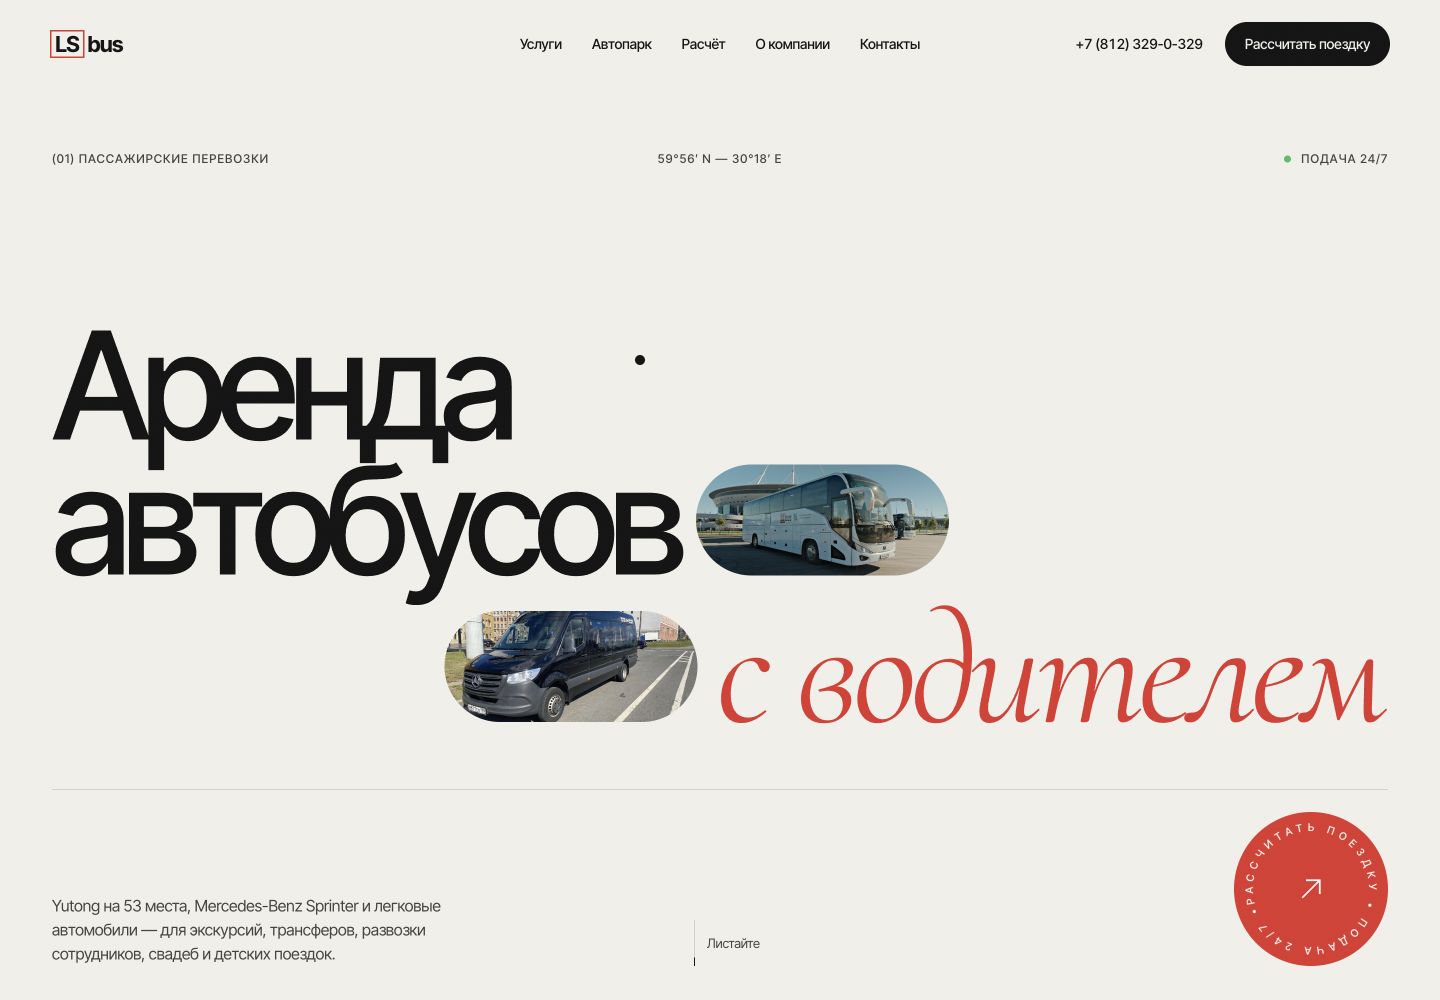 LS bus
Услуги
Автопарк
Расчёт
О компании
Контакты
+7 (812) 329-0-329
Рассчитать поездку
(01) ПАССАЖИРСКИЕ ПЕРЕВОЗКИ
59°56′ N — 30°18′ E
ПОДАЧА 24/7
Аренда
автобусов
с водителем
Yutong на 53 места, Mercedes-Benz Sprinter и легковые
автомобили — для экскурсий, трансферов, развозки
сотрудников, свадеб и детских поездок.
Листайте
РАССЧИТАТЬ ПОЕЗДКУ • ПОДАЧА 24/7 •